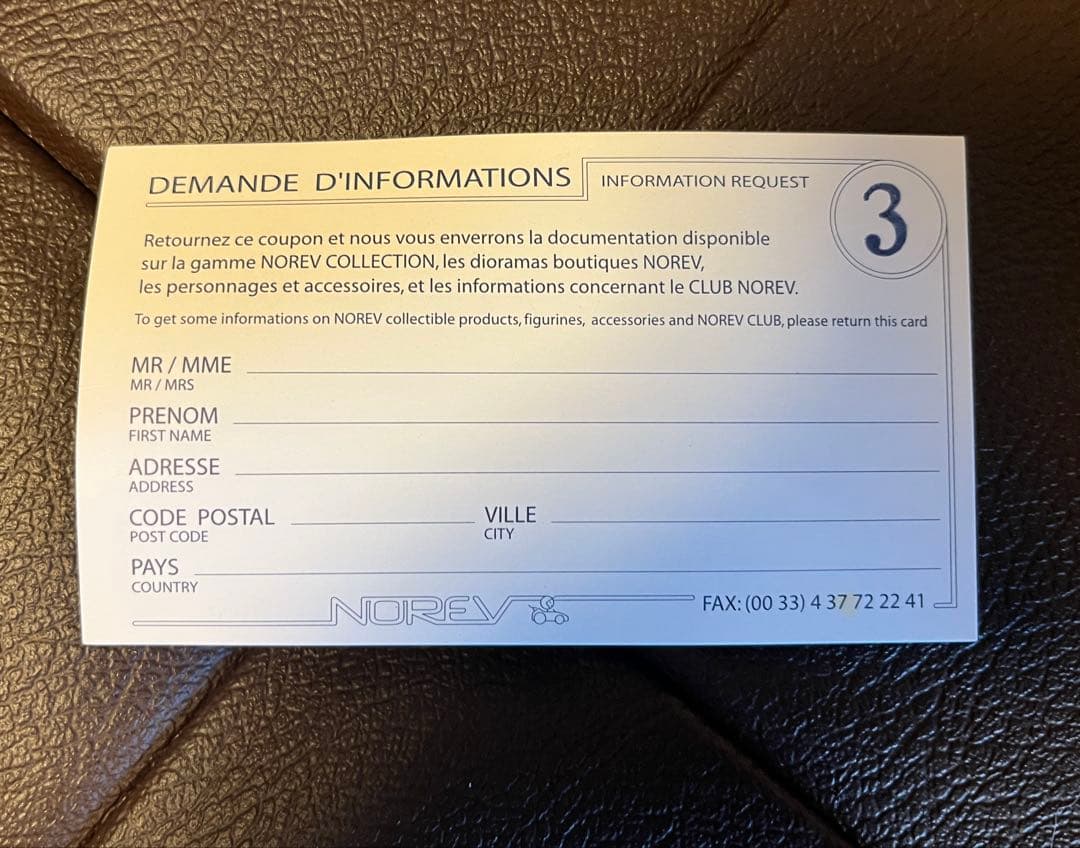 DEMANDE D'INFORMATIONS INFORMATION REQUEST
3
Retournez ce coupon et nous vous enverrons la documentation disponible
sur la gamme NOREV COLLECTION, les dioramas boutiques NOREV,
les personnages et accessoires, et les informations concernant le CLUB NOREV.
To get some informations on NOREV collectible products, figurines, accessories and NOREV CLUB, please return this card
MR / MME
MR / MRS
PRENOM
FIRST NAME
ADRESSE
ADDRESS
CODE POSTAL VILLE
POST CODE CITY
PAYS
COUNTRY
NOREV FAX: (00 33) 4 37 72 22 41